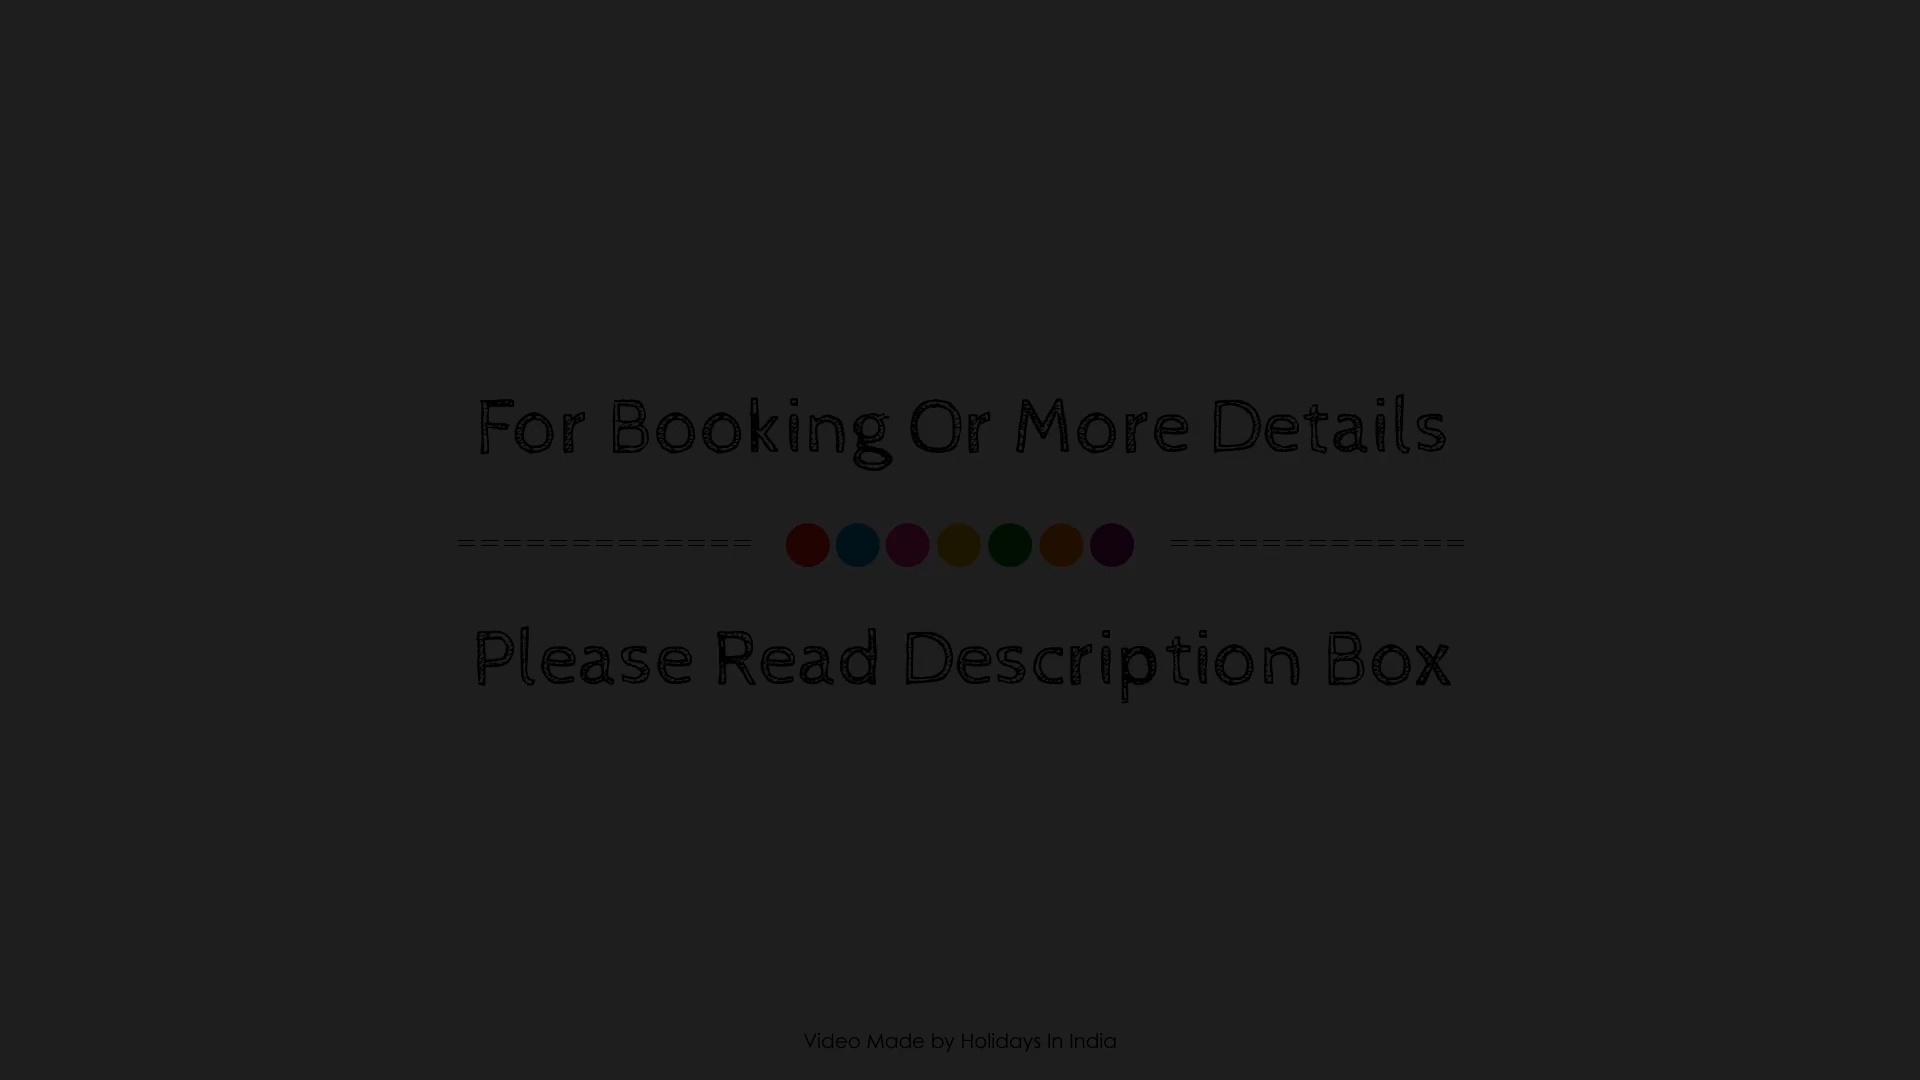 For Booking Or More Details
============= =============
Please Read Description Box
Video Made by Holidays In India